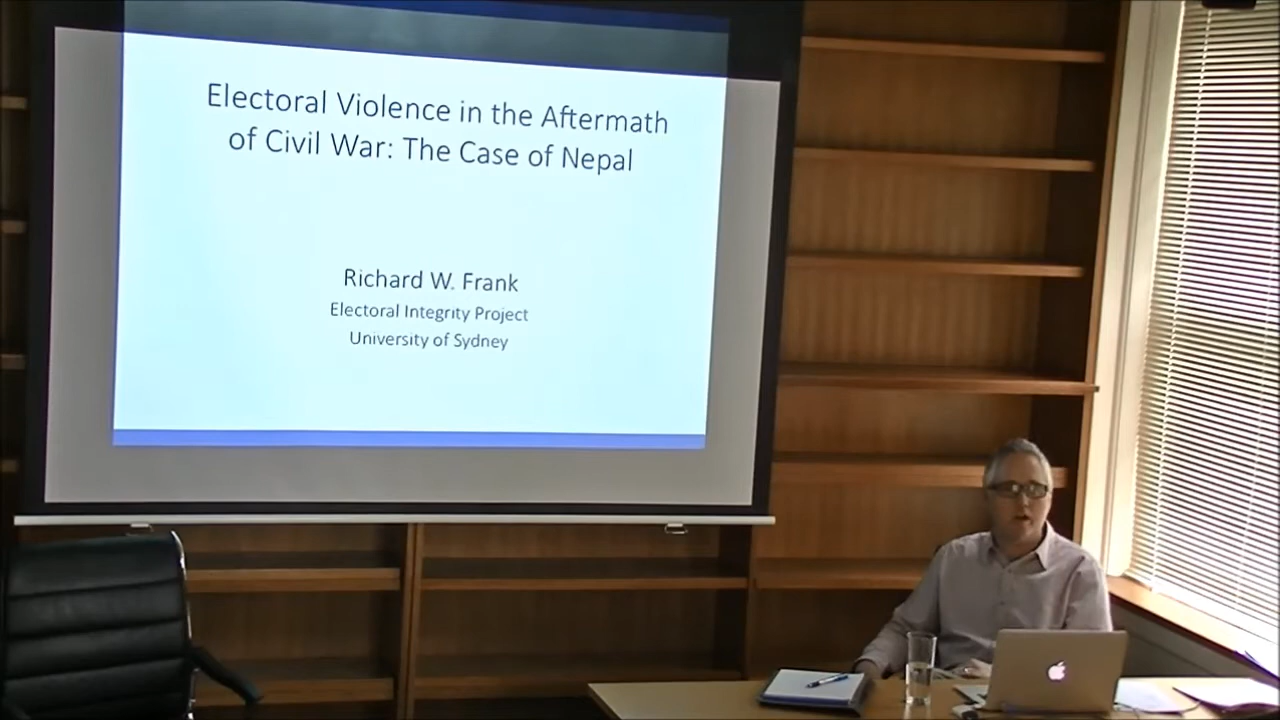 Electoral Violence in the Aftermath
of Civil War: The Case of Nepal
Richard W. Frank
Electoral Integrity Project
University of Sydney